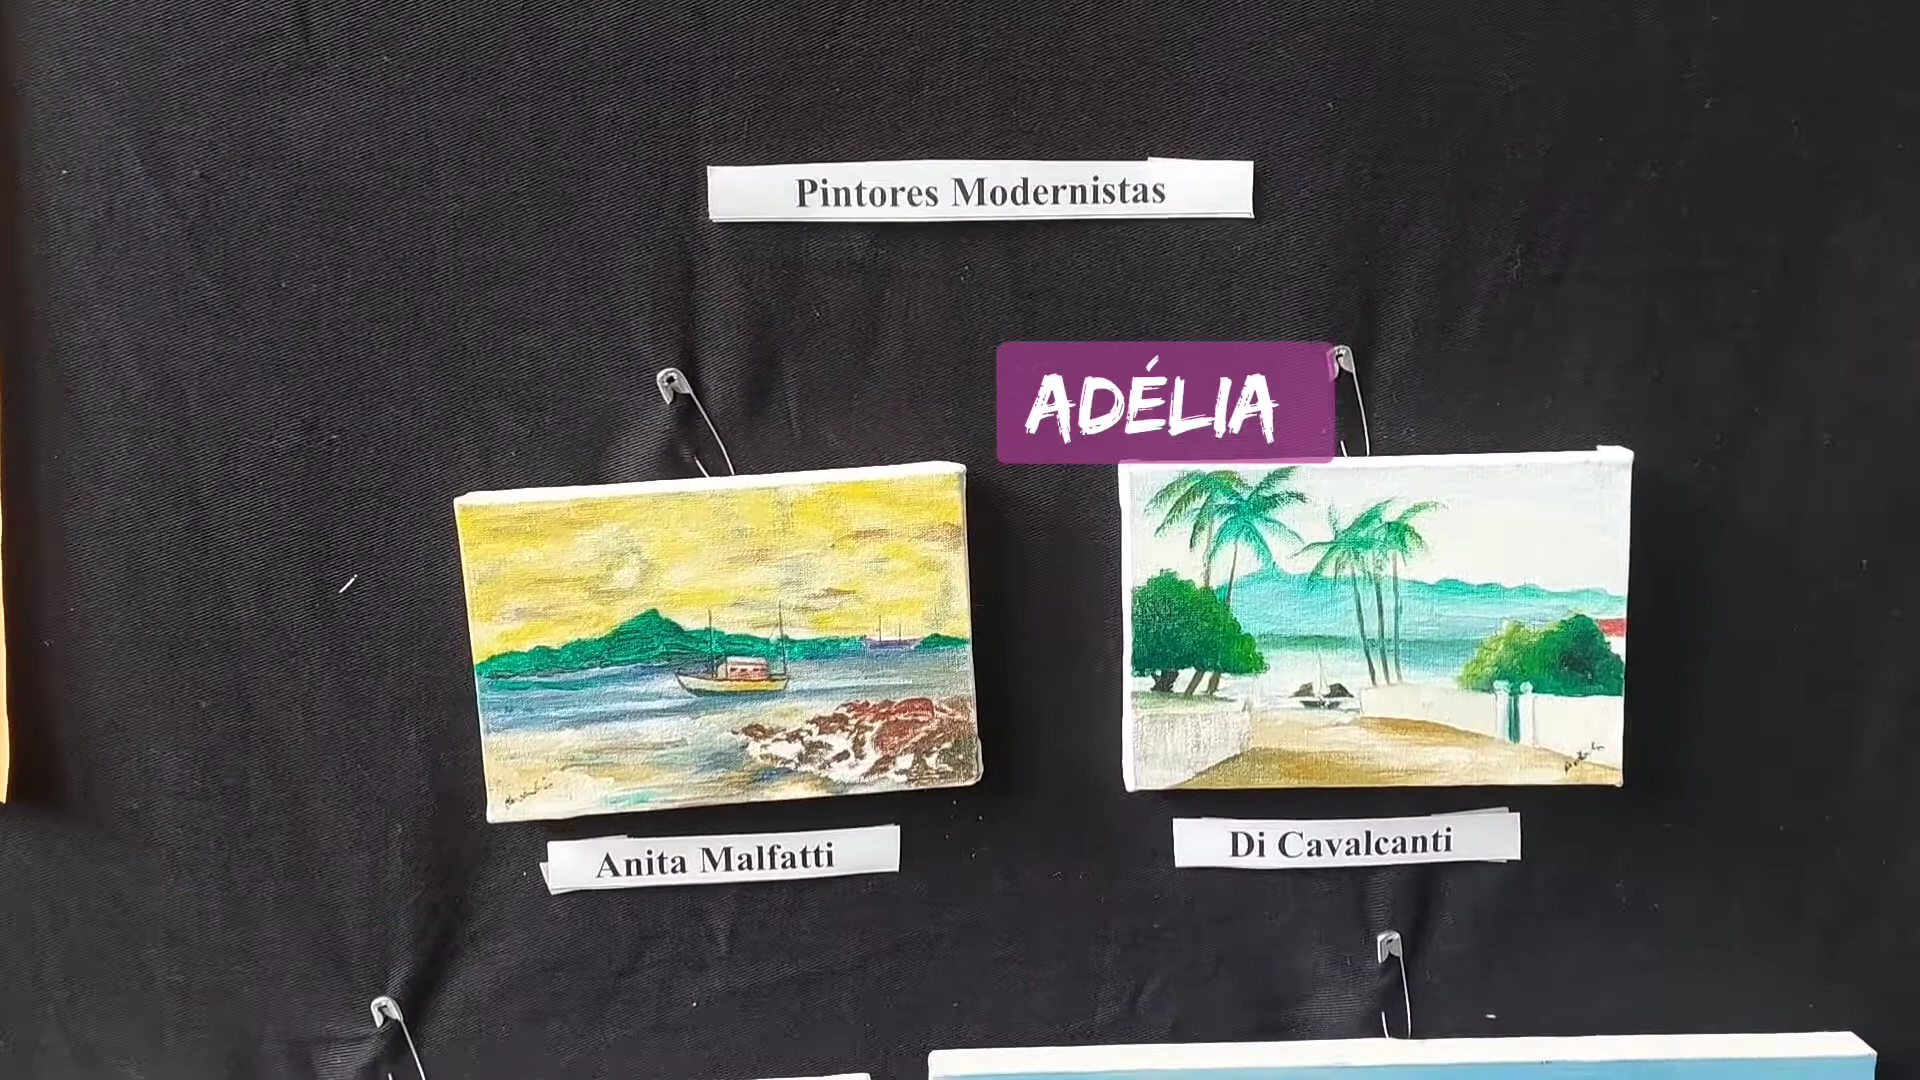 Pintores Modernistas
ADÉLIA
Anita Malfatti
Di Cavalcanti